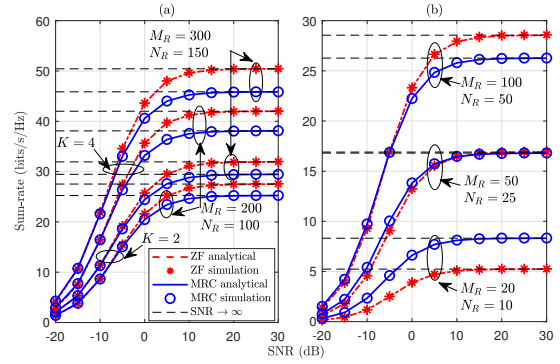 (a)
(b)
M_R = 300
N_R = 150
K = 4
K = 2
M_R = 200
N_R = 100
ZF analytical
ZF simulation
MRC analytical
MRC simulation
SNR → ∞
60
50
40
30
20
10
0
-20
-10
0
10
20
30
Sum-rate (bits/s/Hz)
M_R = 100
N_R = 50
M_R = 50
N_R = 25
M_R = 20
N_R = 10
30
25
20
15
10
5
0
-20
-10
0
10
20
30
SNR (dB)